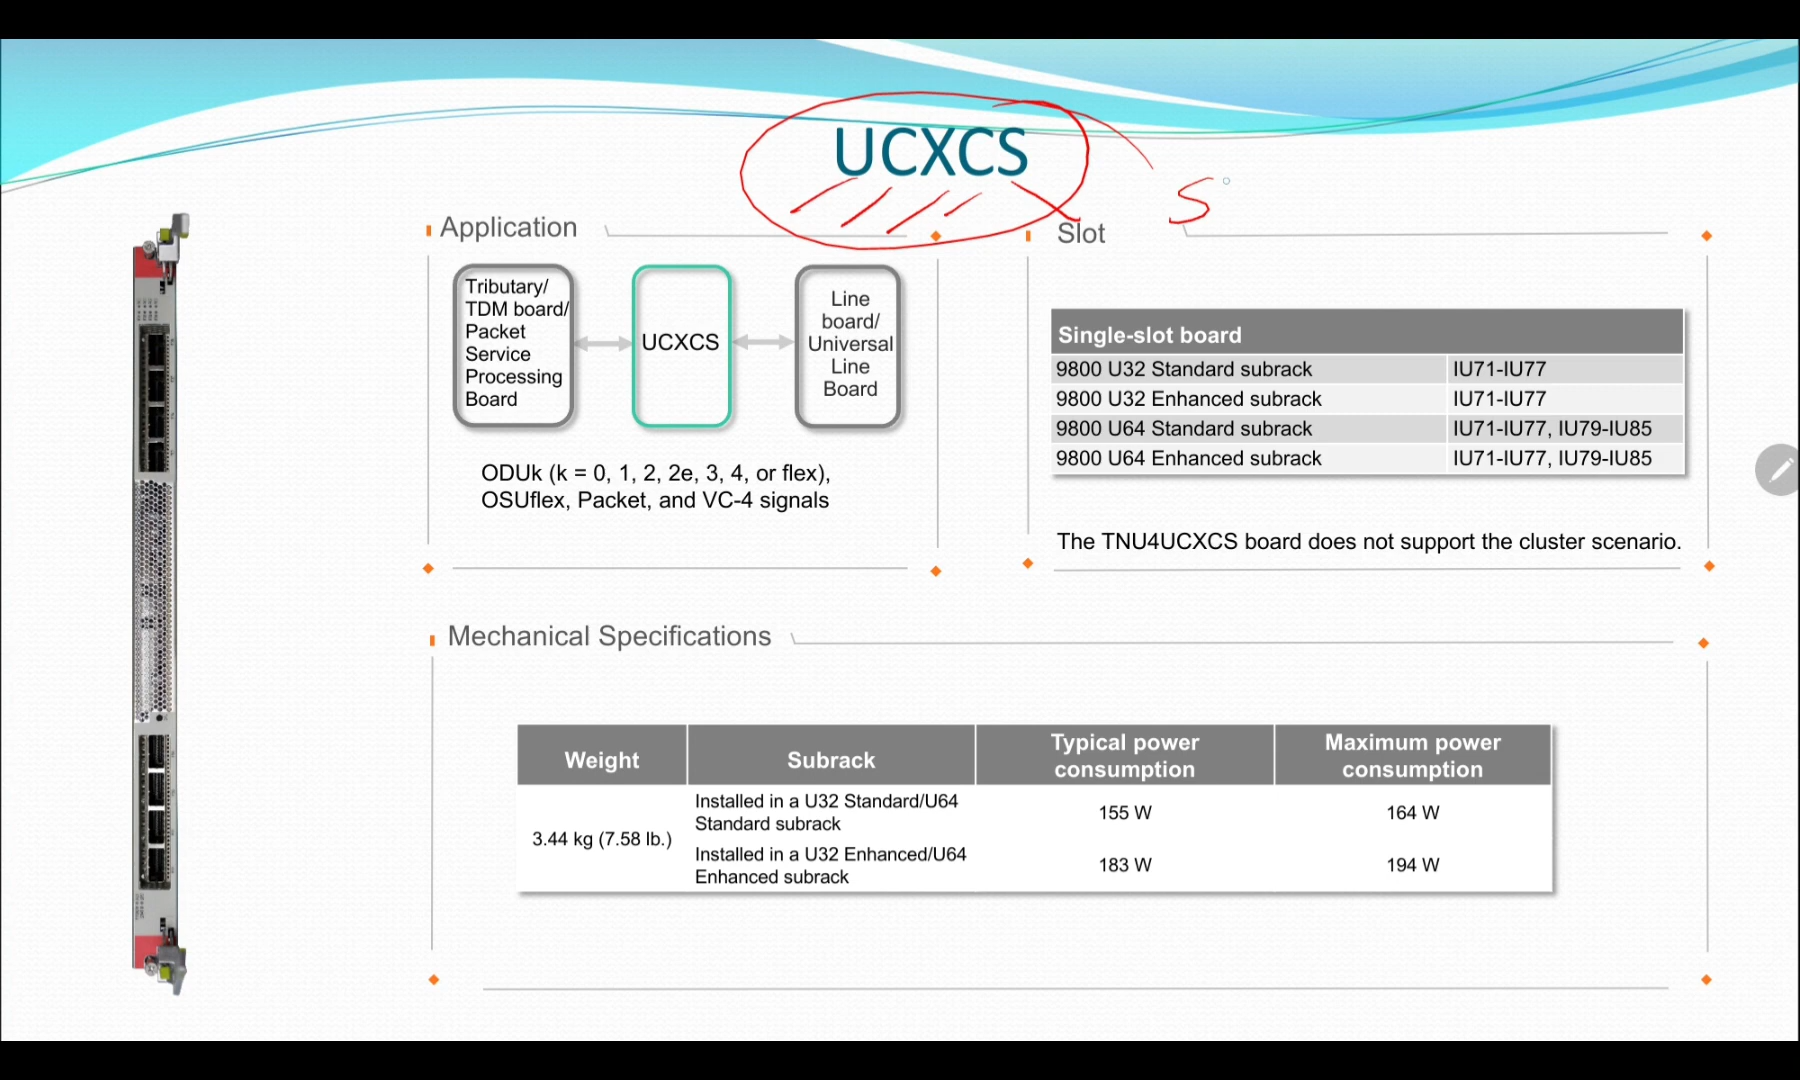 UCXCS
S
Application
Tributary/
TDM board/
Packet
Service
Processing
Board
UCXCS
Line
board/
Universal
Line
Board
ODUk (k = 0, 1, 2, 2e, 3, 4, or flex),
OSUflex, Packet, and VC-4 signals
Slot
Single-slot board
9800 U32 Standard subrack IU71-IU77
9800 U32 Enhanced subrack IU71-IU77
9800 U64 Standard subrack IU71-IU77, IU79-IU85
9800 U64 Enhanced subrack IU71-IU77, IU79-IU85
The TNU4UCXCS board does not support the cluster scenario.
Mechanical Specifications
Weight Subrack Typical power consumption Maximum power consumption
3.44 kg (7.58 lb.)
Installed in a U32 Standard/U64
Standard subrack
155 W 164 W
Installed in a U32 Enhanced/U64
Enhanced subrack
183 W 194 W